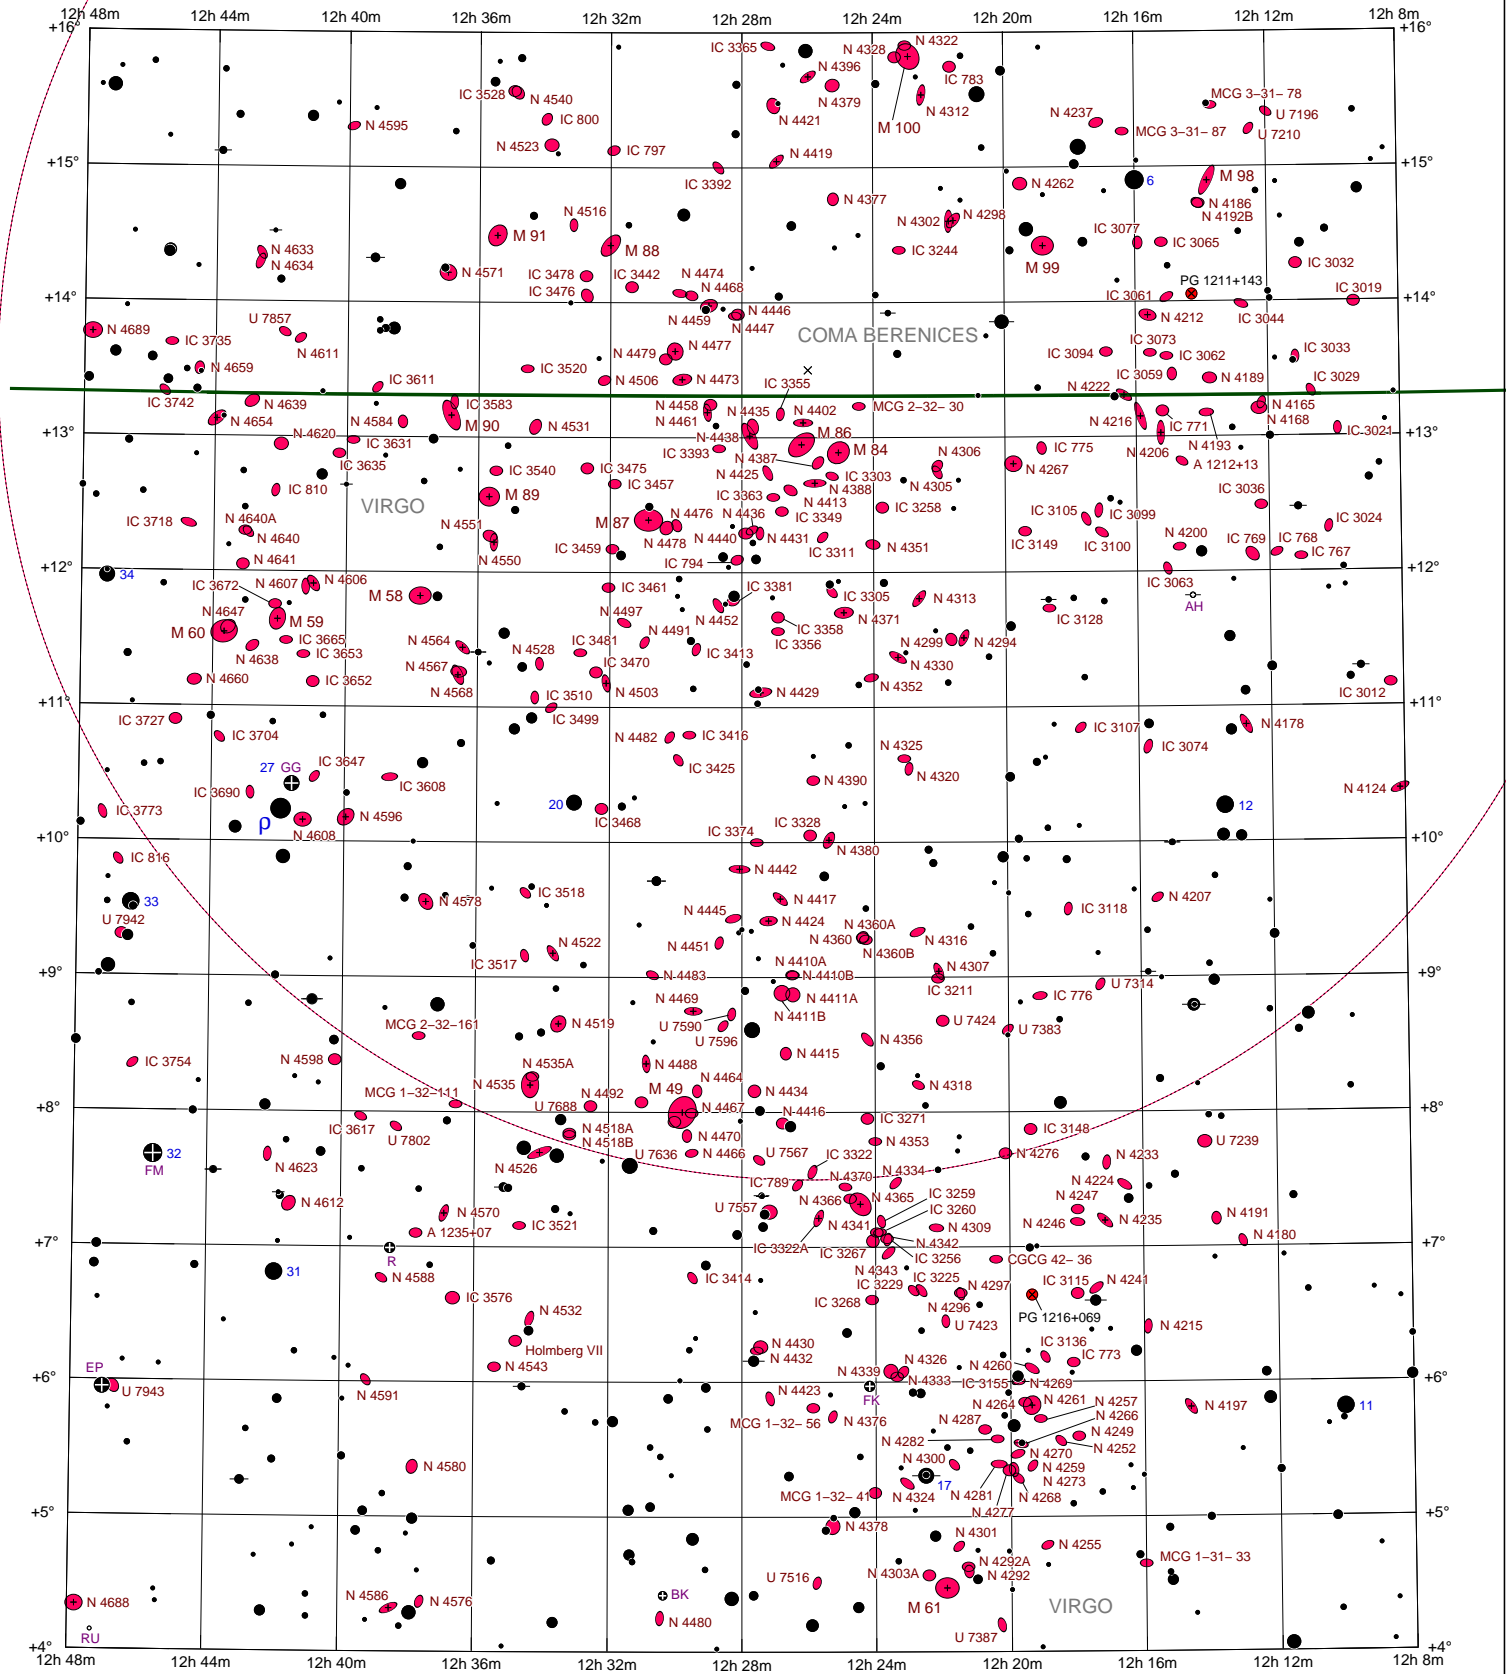 12h 48m 12h 44m 12h 40m 12h 36m 12h 32m 12h 28m 12h 24m 12h 20m 12h 16m 12h 12m 12h 8m
+16° +16°
IC 3365 N 4328 N 4322
N 4396 IC 783
IC 3528 N 4540 N 4379 N 4312 MCG 3–31– 78
N 4595 IC 800 N 4421 M 100 N 4237 U 7196
MCG 3–31– 87 U 7210
N 4523 IC 797 N 4419
+15° +15°
IC 3392 N 4262 6 M 98
N 4377 N 4186
N 4516 N 4302 N 4298 N 4192B
M 91 M 88 IC 3244 IC 3077 IC 3065
N 4633 M 99
N 4634 N 4571 IC 3478 IC 3442 N 4474 IC 3032
IC 3476 N 4468 IC 3061 PG 1211+143 IC 3019
+14° +14°
N 4689 U 7857 N 4459 N 4446 N 4212 IC 3044
IC 3735 N 4611 N 4447 COMA BERENICES IC 3073
N 4479 N 4477 IC 3094 IC 3062 IC 3033
N 4659 IC 3520 N 4506 N 4473 IC 3355 IC 3059 N 4189 IC 3029
IC 3611 N 4222
IC 3742 N 4639 IC 3583 N 4458 N 4435 N 4402 MCG 2–32– 30 N 4165
N 4654 N 4584 M 90 N 4531 N 4461 M 86 N 4216 IC 771 N 4168 IC 3021
+13° N 4620 IC 3631 N 4438 N 4193 +13°
IC 3635 IC 3393 N 4387 M 84 N 4306 IC 775 N 4206
IC 3540 IC 3475 N 4425 IC 3303 N 4267 A 1212+13
IC 810 M 89 IC 3457 IC 3363 N 4388 N 4305 IC 3036
VIRGO N 4413 IC 3258 IC 3105 IC 3099
IC 3718 N 4640A N 4551 M 87 N 4476 N 4436 IC 3349 N 4200 IC 3024
N 4640 N 4478 N 4440 N 4431 IC 3149 IC 3100 IC 769 IC 768
N 4641 N 4550 IC 3459 IC 794 IC 3311 N 4351 IC 767
+12° 34 +12°
IC 3672 N 4607 N 4606 IC 3461 IC 3381 IC 3063
N 4647 M 58 IC 3305 N 4313 AH
M 60 M 59 N 4497 N 4452 N 4371 IC 3128
N 4638 IC 3665 N 4564 N 4491 IC 3358 N 4299 N 4294
IC 3653 N 4528 IC 3481 IC 3413 IC 3356
N 4660 IC 3652 N 4567 IC 3470 N 4330
N 4568 N 4503 N 4429 N 4352 IC 3012
+11° IC 3510 +11°
IC 3727 IC 3499 IC 3107 N 4178
IC 3704 N 4482 IC 3416 N 4325 IC 3074
27 GG IC 3647 IC 3425 N 4320
IC 3690 IC 3608 N 4390 N 4124
IC 3773 ρ N 4596 20 12
N 4608 IC 3468 IC 3374 IC 3328
+10° +10°
IC 816 N 4380
N 4442
33 N 4578 IC 3518 N 4417 IC 3118 N 4207
U 7942 N 4445 N 4424 N 4360A
N 4522 N 4451 N 4360 N 4316
IC 3517 N 4360B
+9° N 4483 N 4410A N 4307 +9°
N 4410B IC 3211 U 7314
N 4469 N 4411A IC 776
MCG 2–32–161 N 4519 U 7590 N 4411B U 7424 U 7383
U 7596 N 4356
IC 3754 N 4598 N 4535A N 4488 N 4415
N 4535 M 49 N 4464 N 4318
MCG 1–32–111 N 4492 N 4434
+8° U 7688 N 4467 N 4416 +8°
IC 3617 N 4518A IC 3271 IC 3148
U 7802 N 4518B N 4470 N 4353 U 7239
32 N 4623 N 4526 U 7636 N 4466 U 7567 N 4276 N 4233
FM IC 3322 N 4334
IC 789 N 4370 N 4224
N 4612 N 4366 N 4365 IC 3259 N 4247
N 4570 U 7557 IC 3260 N 4246 N 4235 N 4191
A 1235+07 IC 3521 N 4341 N 4309 N 4180
+7° R IC 3322A N 4342 +7°
IC 3267 IC 3256
31 N 4588 IC 3414 N 4343 CGCG 42– 36
IC 3576 IC 3229 IC 3225 N 4297 IC 3115 N 4241
N 4532 IC 3268 N 4296 PG 1216+069
U 7423 N 4215
Holmberg VII N 4430 IC 3136
EP N 4543 N 4432 N 4326 IC 773
+6° U 7943 N 4339 N 4260 +6°
N 4591 N 4333 IC 3155 N 4269
FK N 4261 N 4257
N 4423 N 4264 N 4266 N 4197 11
MCG 1–32– 56 N 4376 N 4287 N 4249
N 4282 N 4252
N 4580 N 4300 N 4270
17 N 4259
MCG 1–32– 41 N 4324 N 4281 N 4273
N 4268
+5° N 4277 +5°
N 4378 N 4301
N 4255
N 4292A MCG 1–31– 33
U 7516 N 4303A N 4292
N 4688 N 4586 N 4576 BK M 61 VIRGO
N 4480 U 7387
RU
+4° +4°
12h 48m 12h 44m 12h 40m 12h 36m 12h 32m 12h 28m 12h 24m 12h 20m 12h 16m 12h 12m 12h 8m